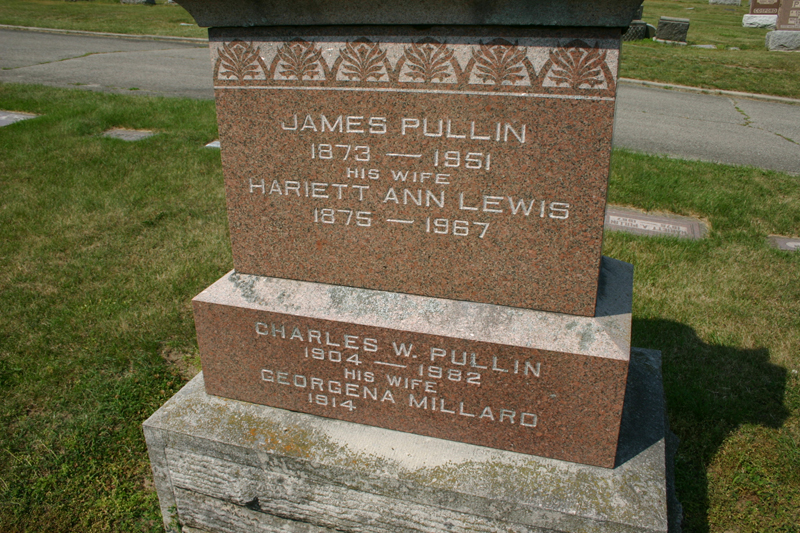 JAMES PULLIN
1873 — 1951
HIS WIFE
HARIETT ANN LEWIS
1875 — 1967
CHARLES W. PULLIN
1904 — 1982
HIS WIFE
GEORGENA MILLARD
1914